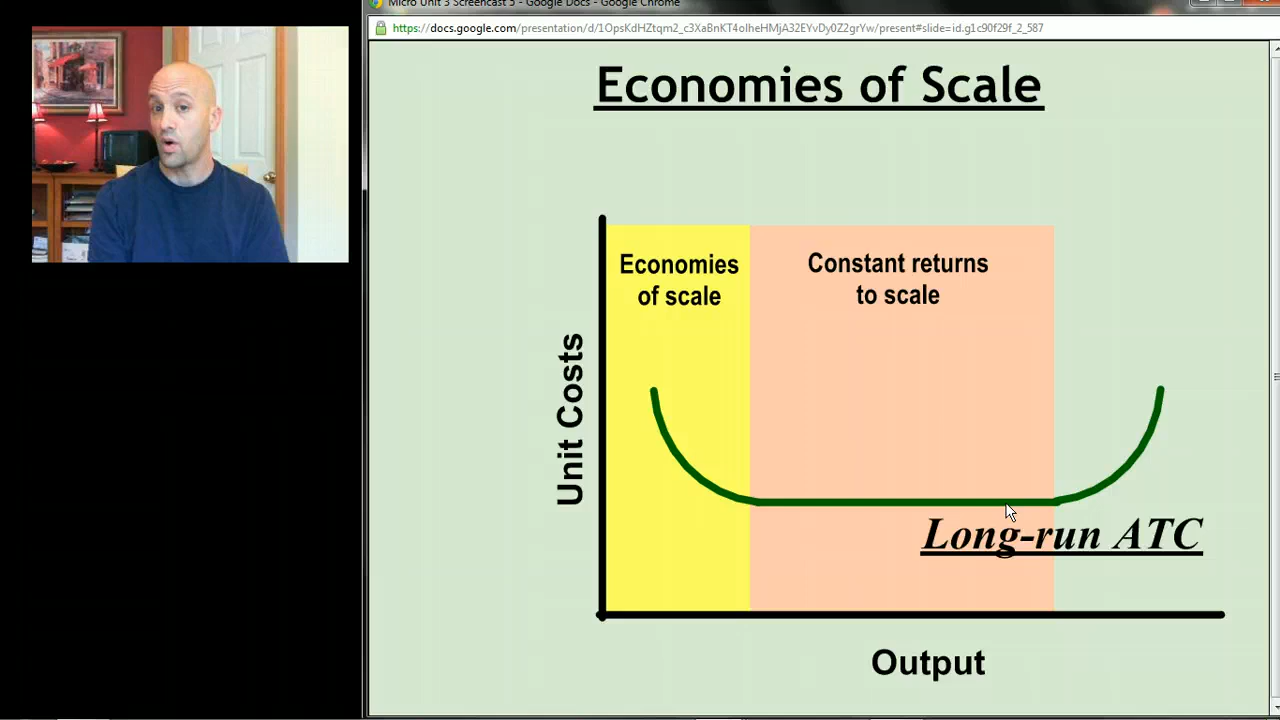 Micro Unit 3 Screencast 5 - Google Docs - Google Chrome
https://docs.google.com/presentation/d/1OpsKdHZtqm2_c3XaBnKT4olheHMjA32EYvDy0Z2grYw/present#slide=id.g1c90f29f_2_587
Economies of Scale
Economies
of scale
Constant returns
to scale
Unit Costs
Long-run ATC
Output